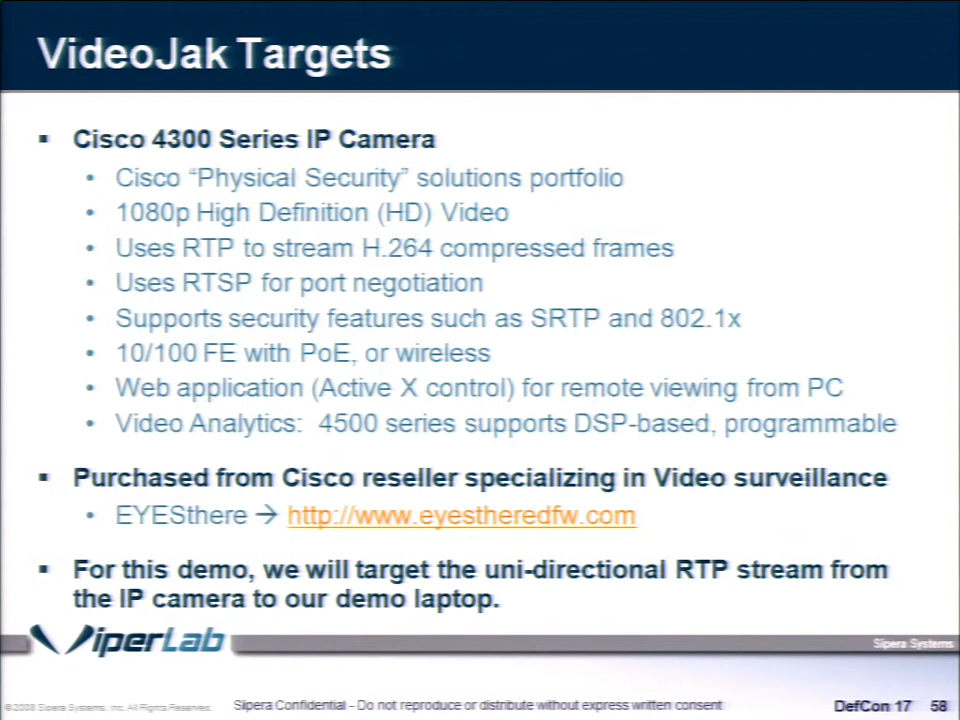 VideoJak Targets
▪ Cisco 4300 Series IP Camera
• Cisco “Physical Security” solutions portfolio
• 1080p High Definition (HD) Video
• Uses RTP to stream H.264 compressed frames
• Uses RTSP for port negotiation
• Supports security features such as SRTP and 802.1x
• 10/100 FE with PoE, or wireless
• Web application (Active X control) for remote viewing from PC
• Video Analytics: 4500 series supports DSP-based, programmable
▪ Purchased from Cisco reseller specializing in Video surveillance
• EYESthere → http://www.eyestheredfw.com
▪ For this demo, we will target the uni-directional RTP stream from
the IP camera to our demo laptop.
ViperLab
Sipera Systems
© 2008 Sipera Systems, Inc. All Rights Reserved.
Sipera Confidential - Do not reproduce or distribute without express written consent
DefCon 17 58